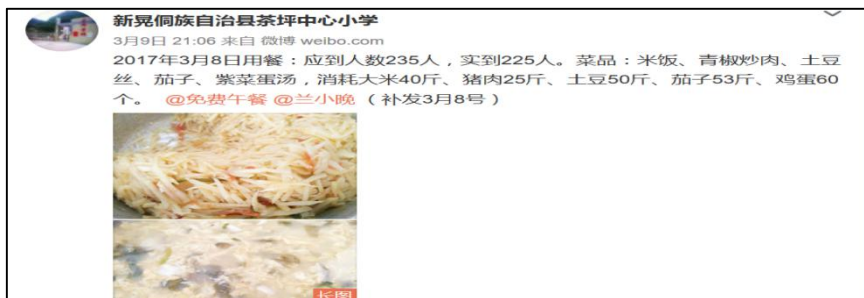 新晃侗族自治县茶坪中心小学
3月9日 21:06 来自 微博 weibo.com
2017年3月8日用餐：应到人数235人，实到225人。菜品：米饭、青椒炒肉、土豆
丝、茄子、紫菜蛋汤，消耗大米40斤、猪肉25斤、土豆50斤、茄子53斤、鸡蛋60
个。 @免费午餐 @兰小晚 （补发3月8号）
长图